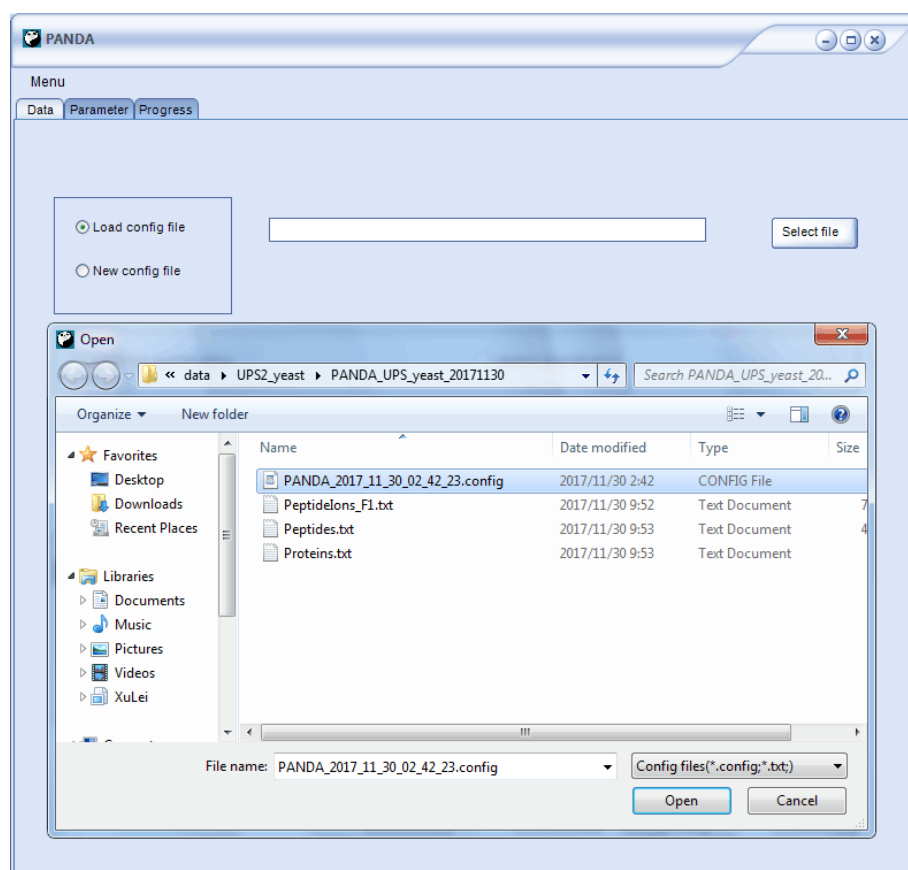 PANDA
Menu
Data Parameter Progress
Load config file
Select file
New config file
Open
« data UPS2_yeast PANDA_UPS_yeast_20171130 Search PANDA_UPS_yeast_20...
Organize New folder
Name Date modified Type Size
Favorites
Desktop
Downloads
Recent Places
Libraries
Documents
Music
Pictures
Videos
XuLei
PANDA_2017_11_30_02_42_23.config 2017/11/30 2:42 CONFIG File
PeptideIons_F1.txt 2017/11/30 9:52 Text Document 7
Peptides.txt 2017/11/30 9:53 Text Document 4
Proteins.txt 2017/11/30 9:53 Text Document
File name: PANDA_2017_11_30_02_42_23.config Config files(*.config;*.txt;)
Open Cancel